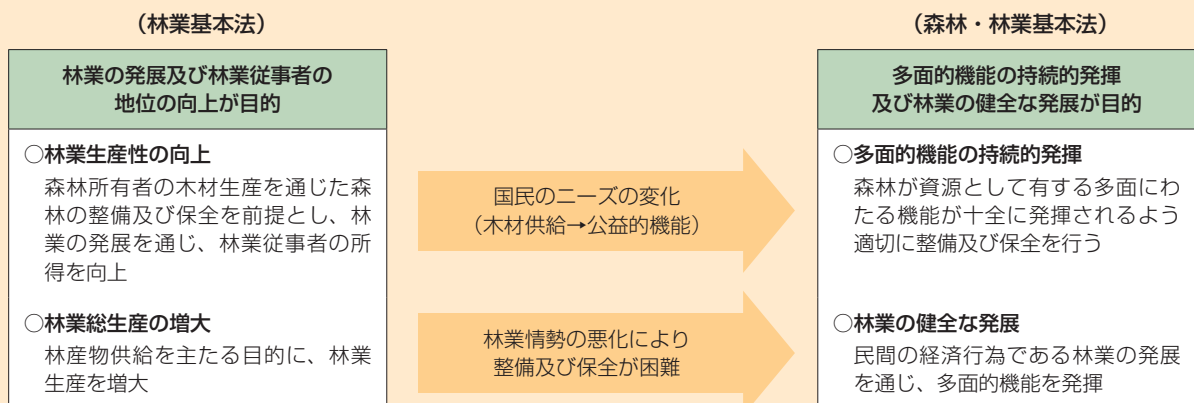 （林業基本法）
林業の発展及び林業従事者の
地位の向上が目的
○林業生産性の向上
森林所有者の木材生産を通じた森
林の整備及び保全を前提とし、林
業の発展を通じ、林業従事者の所
得を向上
○林業総生産の増大
林産物供給を主たる目的に、林業
生産を増大
国民のニーズの変化
（木材供給→公益的機能）
林業情勢の悪化により
整備及び保全が困難
（森林・林業基本法）
多面的機能の持続的発揮
及び林業の健全な発展が目的
○多面的機能の持続的発揮
森林が資源として有する多面にわ
たる機能が十全に発揮されるよう
適切に整備及び保全を行う
○林業の健全な発展
民間の経済行為である林業の発展
を通じ、多面的機能を発揮